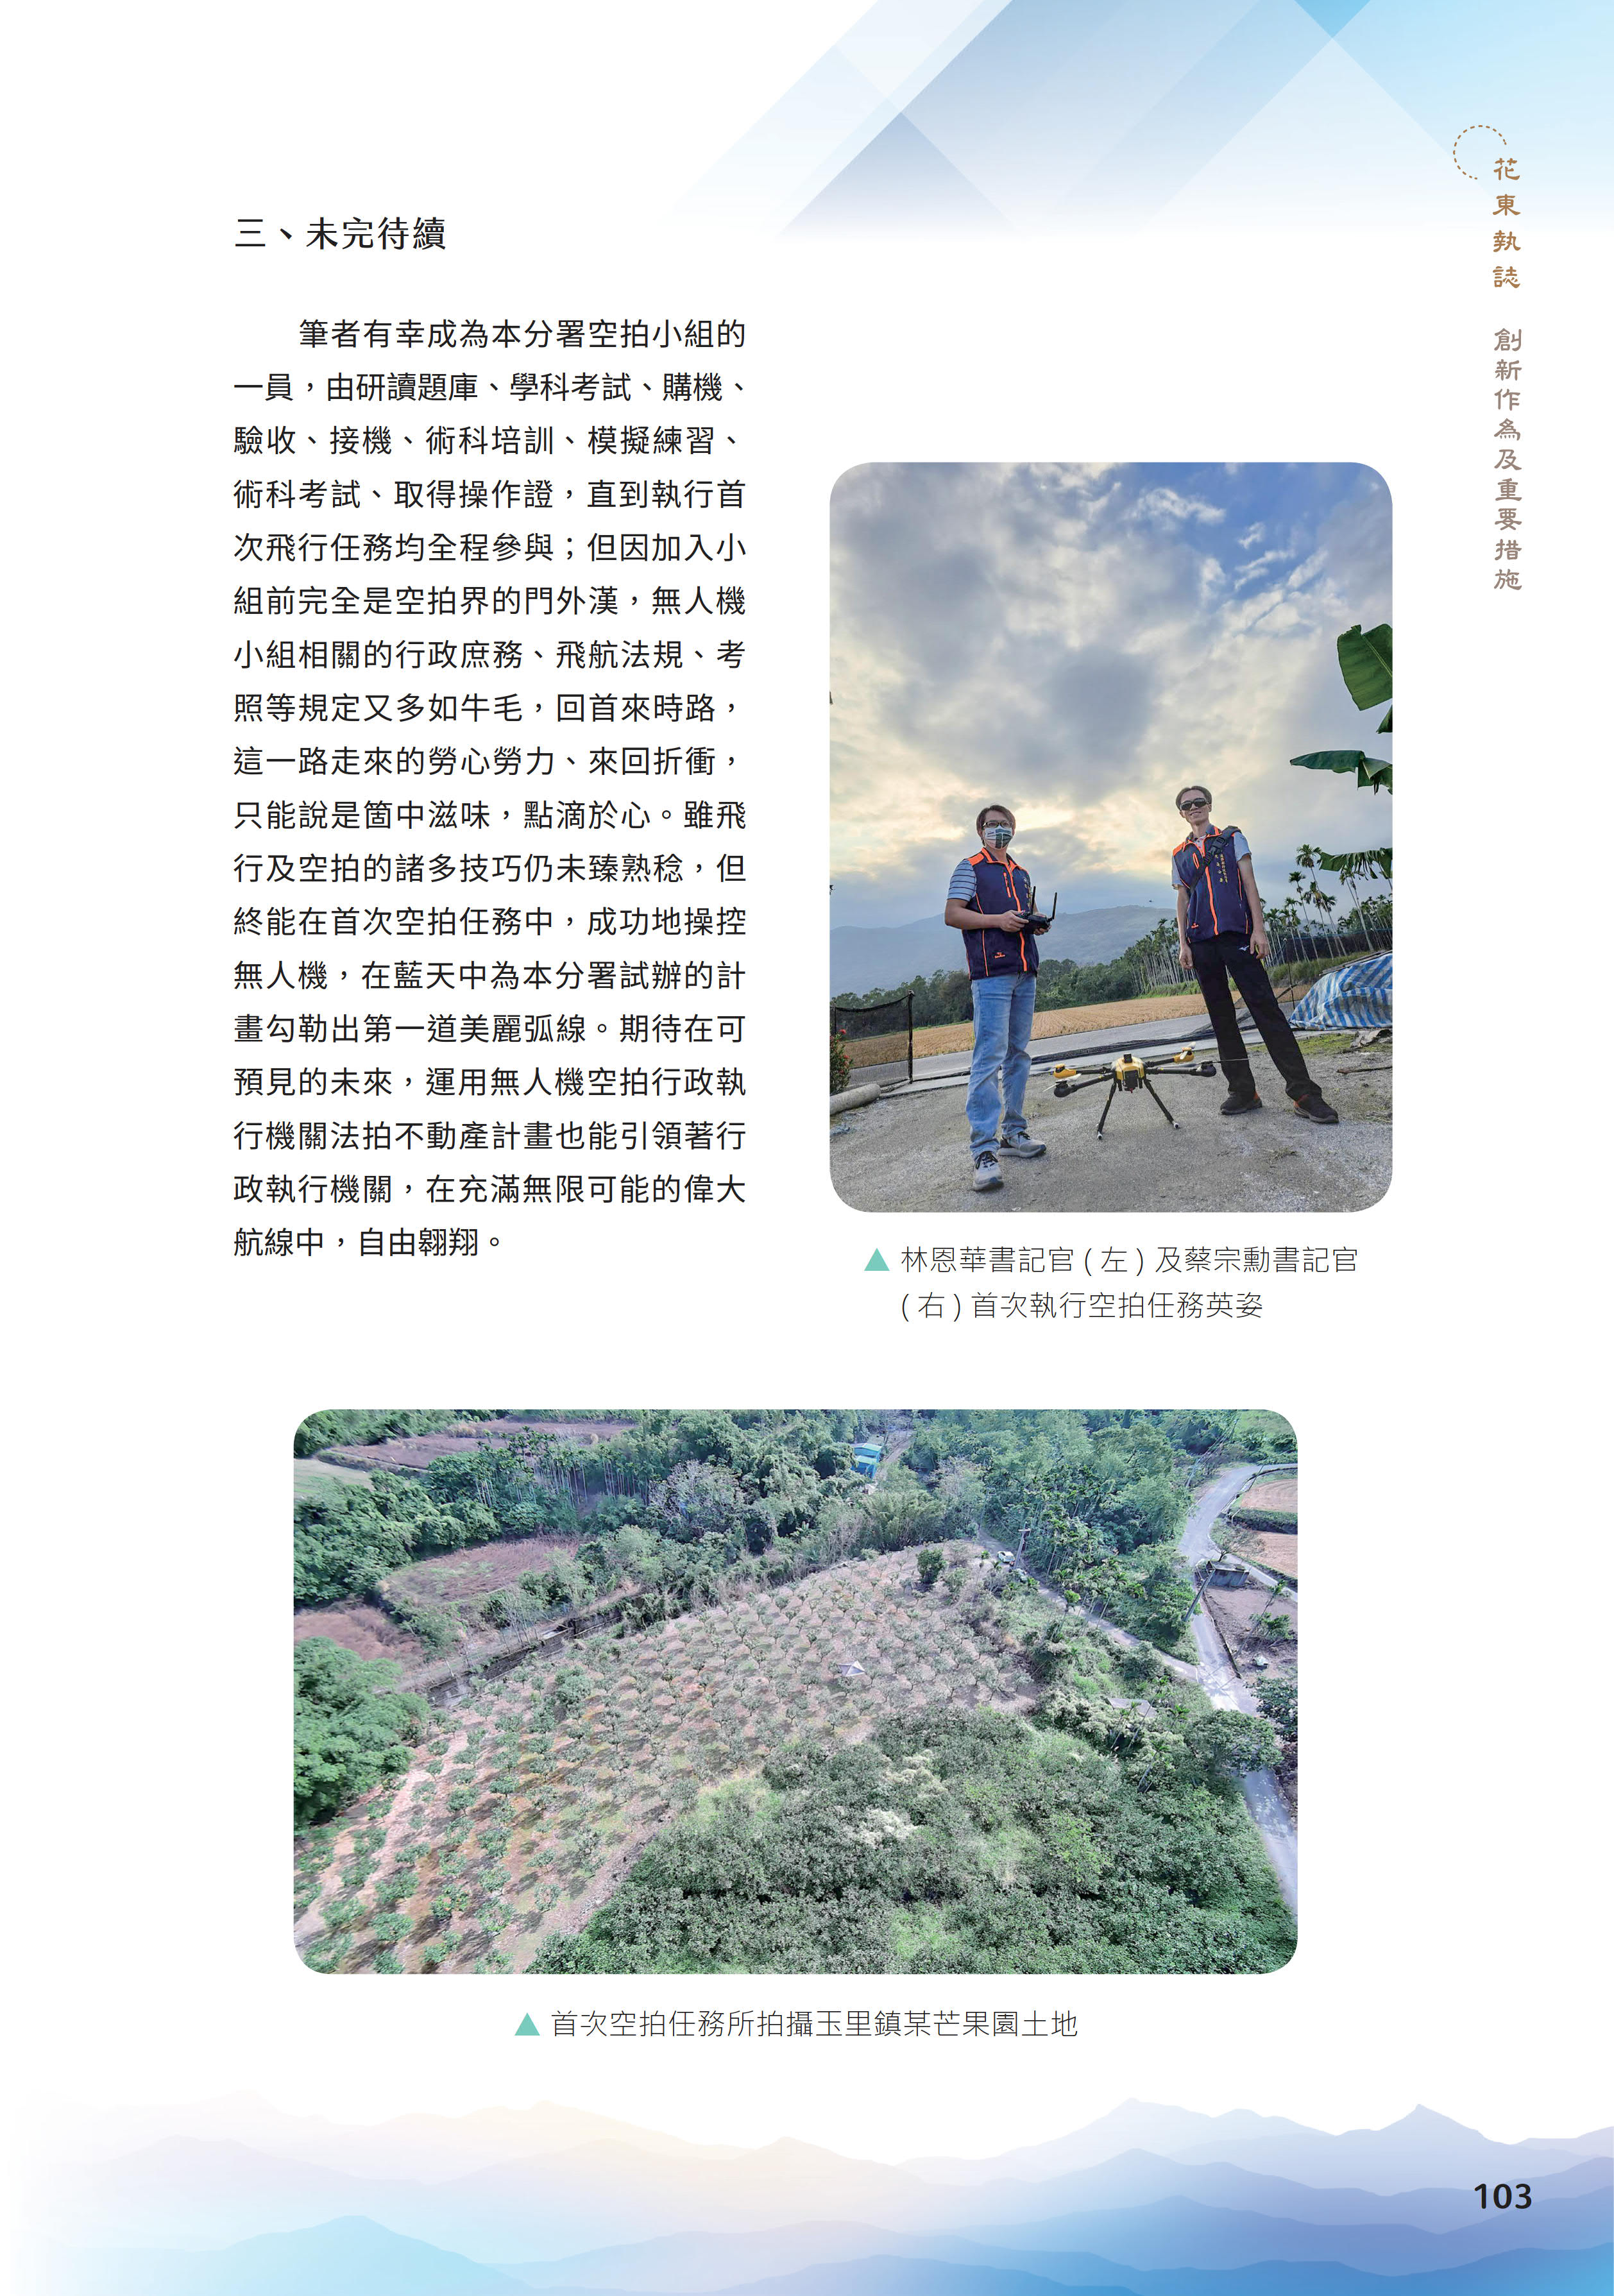 花東執誌 創新作為及重要措施
三、未完待續
筆者有幸成為本分署空拍小組的
一員，由研讀題庫、學科考試、購機、
驗收、接機、術科培訓、模擬練習、
術科考試、取得操作證，直到執行首
次飛行任務均全程參與；但因加入小
組前完全是空拍界的門外漢，無人機
小組相關的行政庶務、飛航法規、考
照等規定又多如牛毛，回首來時路，
這一路走來的勞心勞力、來回折衝，
只能說是箇中滋味，點滴於心。雖飛
行及空拍的諸多技巧仍未臻熟稔，但
終能在首次空拍任務中，成功地操控
無人機，在藍天中為本分署試辦的計
畫勾勒出第一道美麗弧線。期待在可
預見的未來，運用無人機空拍行政執
行機關法拍不動產計畫也能引領著行
政執行機關，在充滿無限可能的偉大
航線中，自由翱翔。
▲ 林恩華書記官 ( 左 ) 及蔡宗勳書記官
( 右 ) 首次執行空拍任務英姿
▲ 首次空拍任務所拍攝玉里鎮某芒果園土地
103